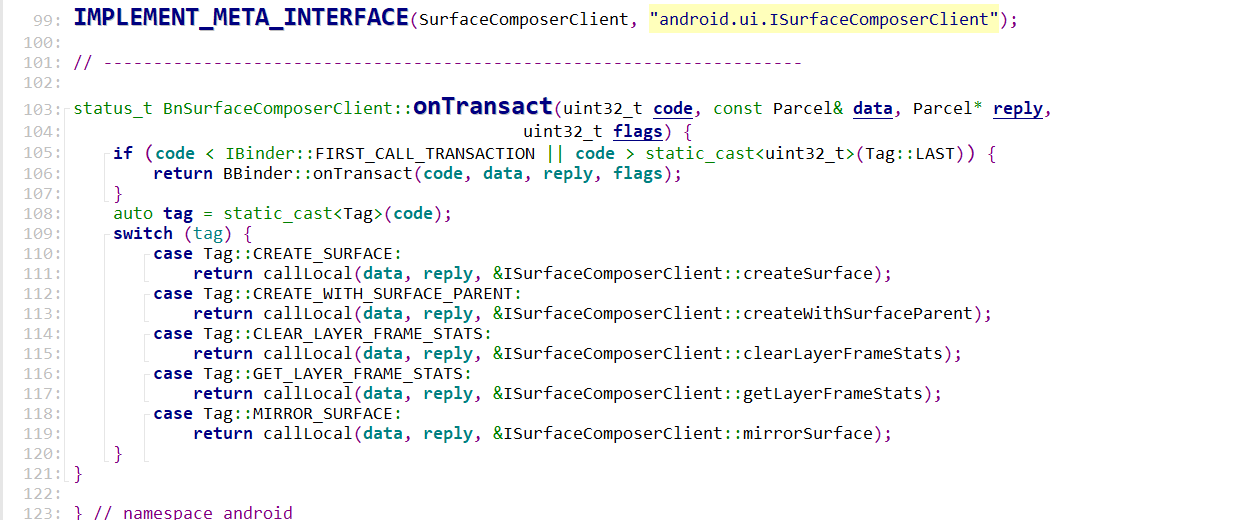 99: IMPLEMENT_META_INTERFACE(SurfaceComposerClient, "android.ui.ISurfaceComposerClient");
100:
101: // ----------------------------------------------------------------------
102:
103: status_t BnSurfaceComposerClient::onTransact(uint32_t code, const Parcel& data, Parcel* reply,
104:                                              uint32_t flags) {
105:     if (code < IBinder::FIRST_CALL_TRANSACTION || code > static_cast<uint32_t>(Tag::LAST)) {
106:         return BBinder::onTransact(code, data, reply, flags);
107:     }
108:     auto tag = static_cast<Tag>(code);
109:     switch (tag) {
110:         case Tag::CREATE_SURFACE:
111:             return callLocal(data, reply, &ISurfaceComposerClient::createSurface);
112:         case Tag::CREATE_WITH_SURFACE_PARENT:
113:             return callLocal(data, reply, &ISurfaceComposerClient::createWithSurfaceParent);
114:         case Tag::CLEAR_LAYER_FRAME_STATS:
115:             return callLocal(data, reply, &ISurfaceComposerClient::clearLayerFrameStats);
116:         case Tag::GET_LAYER_FRAME_STATS:
117:             return callLocal(data, reply, &ISurfaceComposerClient::getLayerFrameStats);
118:         case Tag::MIRROR_SURFACE:
119:             return callLocal(data, reply, &ISurfaceComposerClient::mirrorSurface);
120:     }
121: }
122:
123: } // namespace android